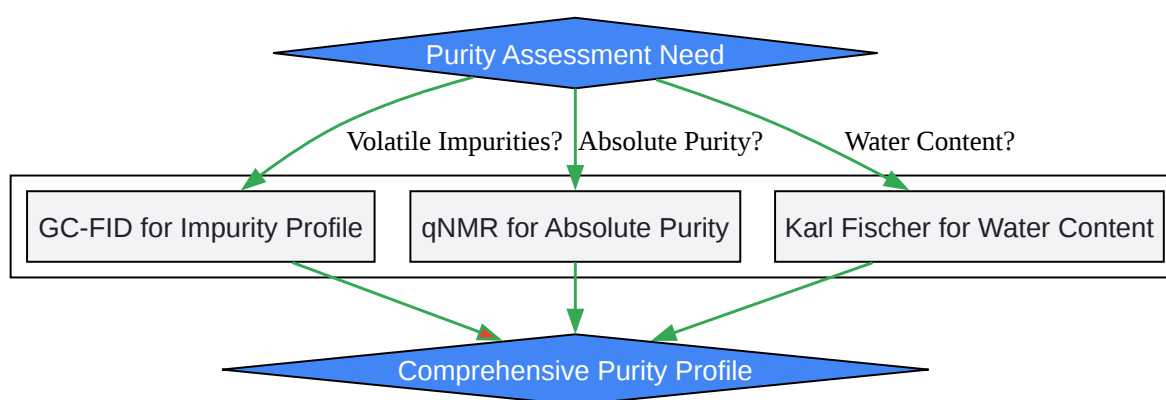 Purity Assessment Need
Volatile Impurities?
Absolute Purity?
Water Content?
GC-FID for Impurity Profile
qNMR for Absolute Purity
Karl Fischer for Water Content
Comprehensive Purity Profile